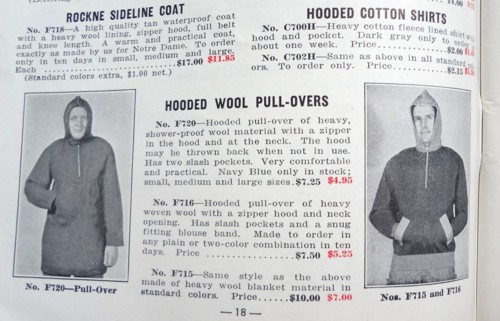 ROCKNE SIDELINE COAT
No. F718—A high quality tan waterproof coat
with a heavy wool lining, zipper hood, full belt
and knee length. A warm and practical coat,
exactly as made by us for Notre Dame. To order
only in ten days in small, medium and large.
Each $17.00 $11.85
(Standard colors extra, $1.00 net.)
HOODED COTTON SHIRTS
No. C700H—Heavy cotton fleece lined shirt
hood and pocket. Dark gray only to order
about one week. Price $2.00
No. C702H—Same as above in all standard
ors. To order only. Price $2.15
HOODED WOOL PULL-OVERS
No. F720—Hooded pull-over of heavy,
shower-proof wool material with a zipper
in the hood and at the neck. The hood
may be thrown back when not in use.
Has two slash pockets. Very comfortable
and practical. Navy Blue only in stock;
small, medium and large sizes. $7.25 $4.95
No. F716—Hooded pull-over of heavy
woven wool with a zipper hood and neck
opening. Has slash pockets and a snug
fitting blouse band. Made to order in
any plain or two-color combination in ten
days. Price $7.50 $5.25
No. F715—Same style as the above
made of heavy wool blanket material in
standard colors. Price......$10.00 $7.00
No. F720—Pull-Over
Nos. F715 and F716
—18—